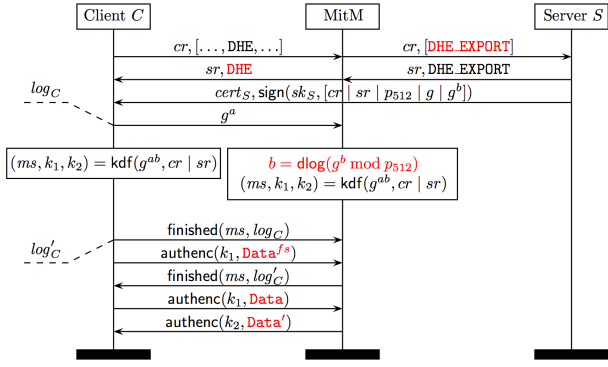 Client C MitM Server S
cr, [..., DHE, ...] cr, [DHE_EXPORT]
sr, DHE sr, DHE_EXPORT
log_C cert_S, sign(sk_S, [cr | sr | p_512 | g | g^b])
g^a
(ms, k_1, k_2) = kdf(g^{ab}, cr | sr)
b = dlog(g^b mod p_512)
(ms, k_1, k_2) = kdf(g^{ab}, cr | sr)
finished(ms, log_C)
log'_C authenc(k_1, Data^{fs})
finished(ms, log'_C)
authenc(k_1, Data)
authenc(k_2, Data')